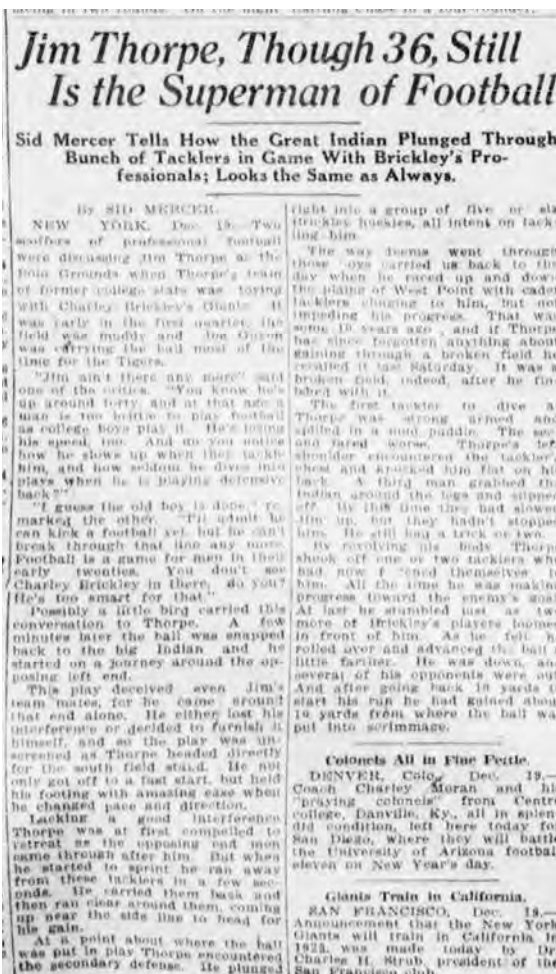 Jim Thorpe, Though 36, Still
Is the Superman of Football
Sid Mercer Tells How the Great Indian Plunged Through
Bunch of Tacklers in Game With Brickley's Pro-
fessionals; Looks the Same as Always.
By SID MERCER.
NEW YORK, Dec. 19. Two
scoffers of professional football
were discussing Jim Thorpe at the
Polo Grounds when Thorpe's team
of former college stars was toying
with Charley Brickley's Giants. It
was early in the first quarter, the
field was muddy and Joe Guyon
was carrying the ball most of the
time for the Tigers.
"Jim ain't there any more" said
one of the critics. "You know he's
up around forty, and at that age a
man is too brittle to play football
as college boys play it. He's losing
his speed, too. And do you notice
how he slows up when they tackle
him, and how seldom he dives into
plays when he is playing defensive
back?"
"I guess the old boy is done," re-
marked the other. "I'll admit he
can kick a football yet, but he can't
break through that line any more.
Football is a game for men in their
early twenties. You don't see
Charley Brickley in there, do you?
He's too smart for that."
Possibly a little bird carried this
conversation to Thorpe. A few
minutes later the ball was snapped
back to the big Indian and he
started on a journey around the op-
posing left end.
This play deceived even Jim's
team mates, for he came around
that end alone. He either lost his
interference or decided to furnish it
himself, and so the play was un-
screened as Thorpe headed directly
for the south field stand. He not
only got off to a fast start, but held
his footing with amazing ease when
he changed pace and direction.
Lacking a good interference
Thorpe was at first compelled to
retreat as the opposing end men
came through after him. But when
he started to sprint he ran away
from these tacklers in a few sec-
onds. He carried them back and
then ran clear around them, coming
up near the side line to head for
his gain.
At a point about where the ball
was put in play Thorpe encountered
the secondary defense. He plunged
right into a group of five or six
Brickley huskies, all intent on tack-
ling him.
The way went through
those boys carried us back to the
day when he raced up and down
the plains of West Point with cadet
tacklers clinging to him, but not
impeding his progress. That was
some 10 years ago, and if Thorpe
has since forgotten anything about
gaining through a broken field he
recalled it last Saturday. It was a
broken field, indeed, after he fin-
ished with it.
The first tackler to dive at
Thorpe was strong armed and
spilled in a mud puddle. The second
and fared worse. Thorpe's left
shoulder encountered the tackler's
chest and knocked him flat on his
back. A third man grabbed the
Indian around the legs and slipped
off. By this time they had slowed
Jim up, but they hadn't stopped
him. He still had a trick or two.
By revolving his body Thorpe
shook off one or two tacklers who
had now themselves
him. All the time he was making
progress toward the enemy's goal.
At last he stumbled just as two
more of Brickley's players loomed
in front of him. As he fell he
rolled over and advanced the ball a
little farther. He was down, and
several of his opponents were out.
And after going back 10 yards to
start his run he had gained about
10 yards from where the ball was
put into scrimmage.
Colonels All in Fine Fettle.
DENVER, Colo., Dec. 19.—
Coach Charley Moran and his
"praying colonels" from Centre
college, Danville, Ky., all in splen-
did condition, left here today for
San Diego, where they will battle
the University of Arizona football
eleven on New Year's day.
Giants Train in California.
SAN FRANCISCO, Dec. 19.—
Announcement that the New York
Giants will train in California in
was made today by Dr.
Charles H. Strub, president of the
San Francisco club